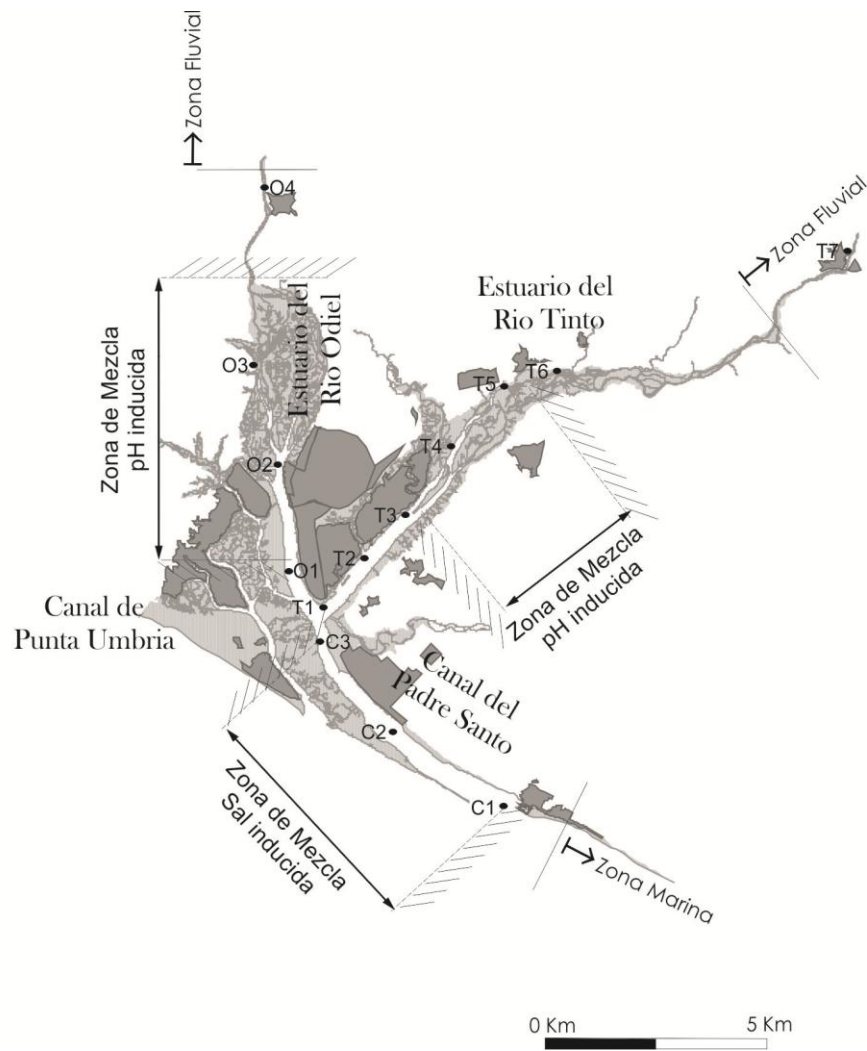 Zona Fluvial
O4
Zona Fluvial
T7
Estuario del
Rio Tinto
Estuario del
Rio Odiel
Zona de Mezcla
pH inducida
O3
T5
T6
T4
O2
T3
T2
O1
T1
Zona de Mezcla
pH inducida
Canal de
Punta Umbria
C3
Canal del
Padre Santo
C2
Zona de Mezcla
Sal inducida
C1
Zona Marina
0 Km
5 Km